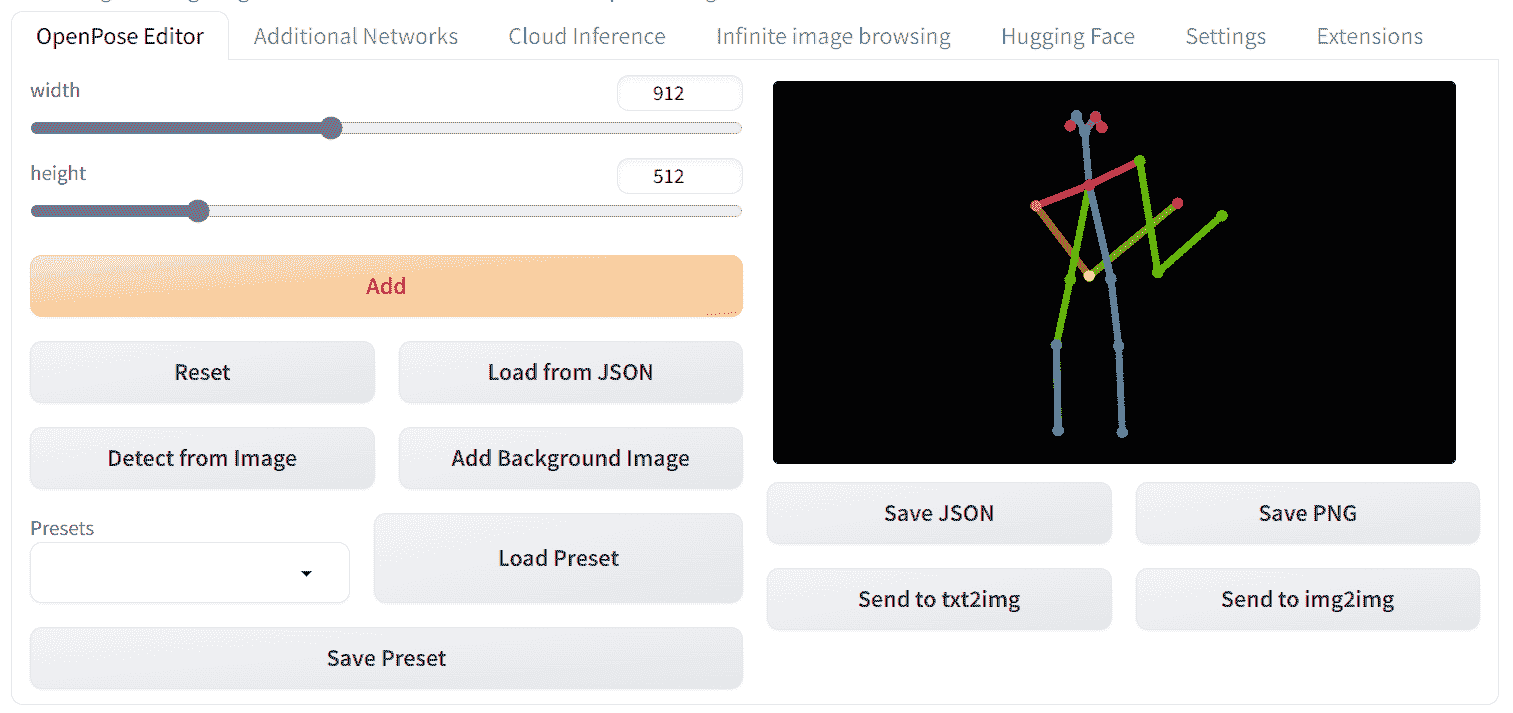 OpenPose Editor Additional Networks Cloud Inference Infinite image browsing Hugging Face Settings Extensions
width 912
height 512
Add
Reset Load from JSON
Detect from Image Add Background Image
Presets
Load Preset
Save Preset
Save JSON Save PNG
Send to txt2img Send to img2img